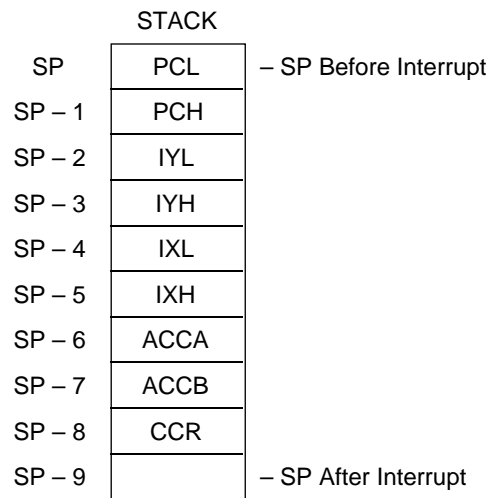 STACK
SP PCL – SP Before Interrupt
SP – 1 PCH
SP – 2 IYL
SP – 3 IYH
SP – 4 IXL
SP – 5 IXH
SP – 6 ACCA
SP – 7 ACCB
SP – 8 CCR
SP – 9 – SP After Interrupt